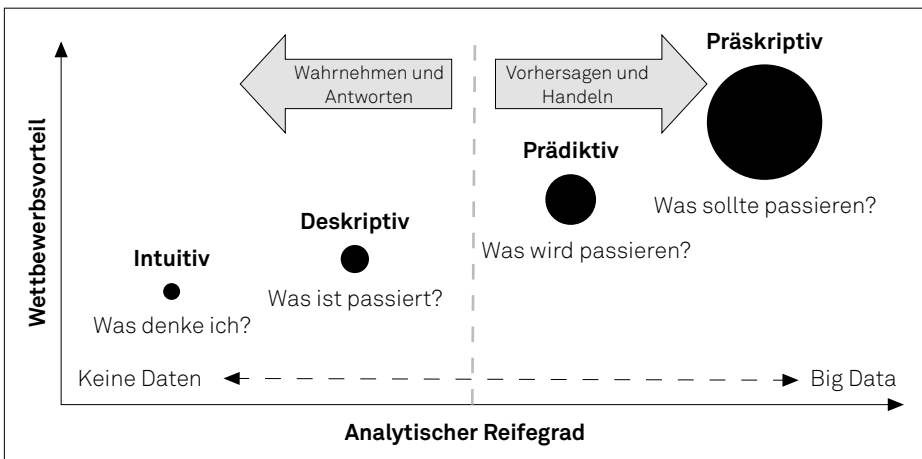 Präskriptiv
Wahrnehmen und
Antworten
Vorhersagen und
Handeln
Wettbewerbsvorteil
Prädiktiv
Was sollte passieren?
Deskriptiv
Was wird passieren?
Intuitiv
Was ist passiert?
Was denke ich?
Keine Daten
Big Data
Analytischer Reifegrad